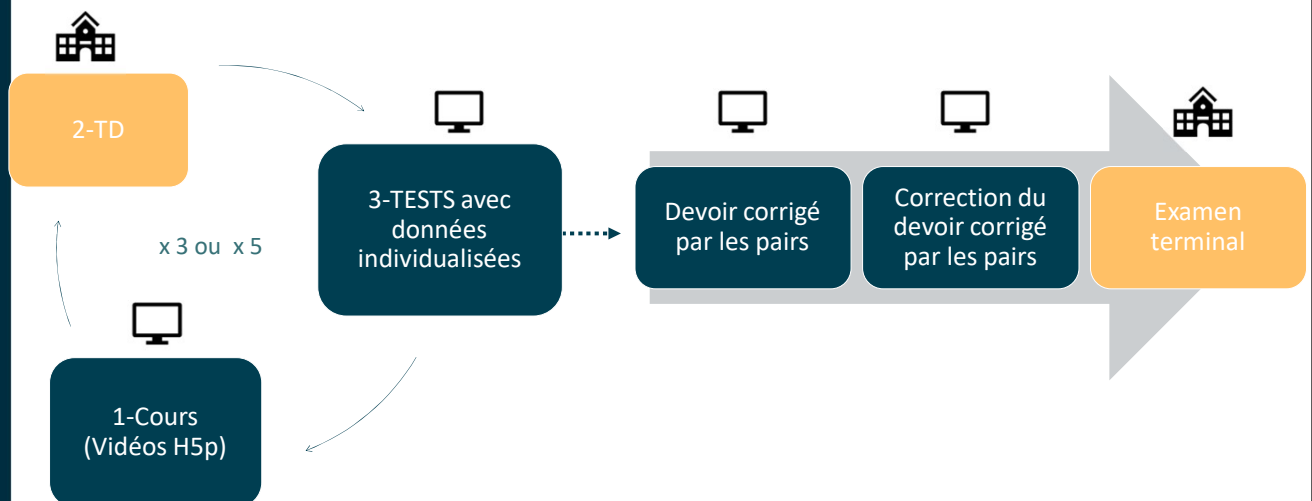 2-TD
3-TESTS avec
données
individualisées
x 3 ou  x 5
1-Cours
(Vidéos H5p)
Devoir corrigé
par les pairs
Correction du
devoir corrigé
par les pairs
Examen
terminal